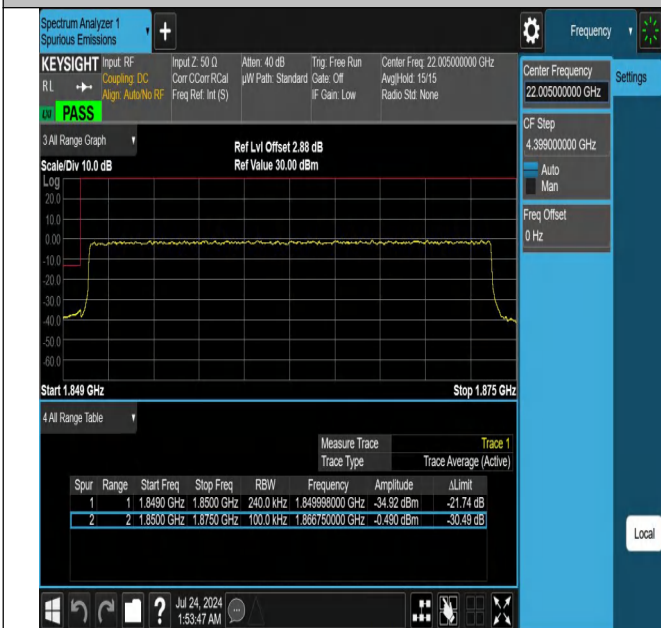 Spectrum Analyzer 1
Spurious Emissions
Frequency
KEYSIGHT
RL
PASS
Input: RF
Coupling: DC
Align: Auto/No RF
Input Z: 50 Ω
Corr CCorr RCal
Freq Ref: Int (S)
Atten: 40 dB
µW Path: Standard
Trig: Free Run
Gate: Off
IF Gain: Low
Center Freq: 22.005000000 GHz
Avg|Hold: 15/15
Radio Std: None
Center Frequency
22.005000000 GHz
Settings
CF Step
4.399000000 GHz
Auto
Man
Freq Offset
0 Hz
3 All Range Graph
Scale/Div 10.0 dB
Ref Lvl Offset 2.88 dB
Ref Value 30.00 dBm
Log
20.0
10.0
0.00
-10.0
-20.0
-30.0
-40.0
-50.0
-60.0
Start 1.849 GHz
Stop 1.875 GHz
4 All Range Table
Measure Trace Trace 1
Trace Type Trace Average (Active)
Spur Range Start Freq Stop Freq RBW Frequency Amplitude ΔLimit
1 1 1.8490 GHz 1.8500 GHz 240.0 kHz 1.849998000 GHz -34.92 dBm -21.74 dB
2 2 1.8500 GHz 1.8750 GHz 100.0 kHz 1.866750000 GHz -0.490 dBm -30.49 dB
Local
?
Jul 24, 2024
1:53:47 AM